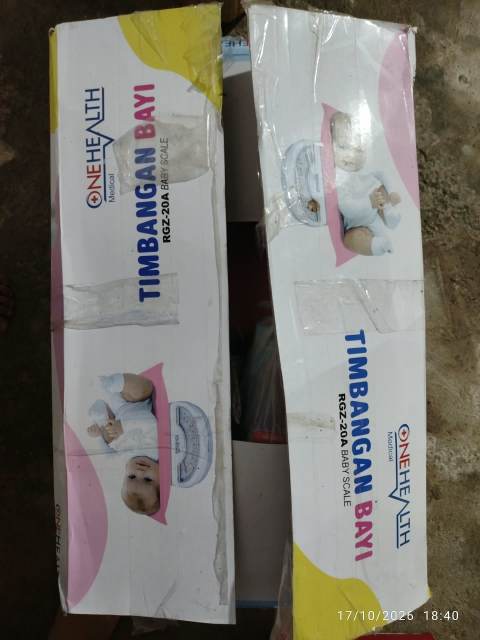 ONEHEALTH
Medical
TIMBANGAN BAYI
RGZ-20A BABY SCALE
ONEHEALTH
Medical
TIMBANGAN BAYI
RGZ-20A BABY SCALE
17/10/2026 18:40